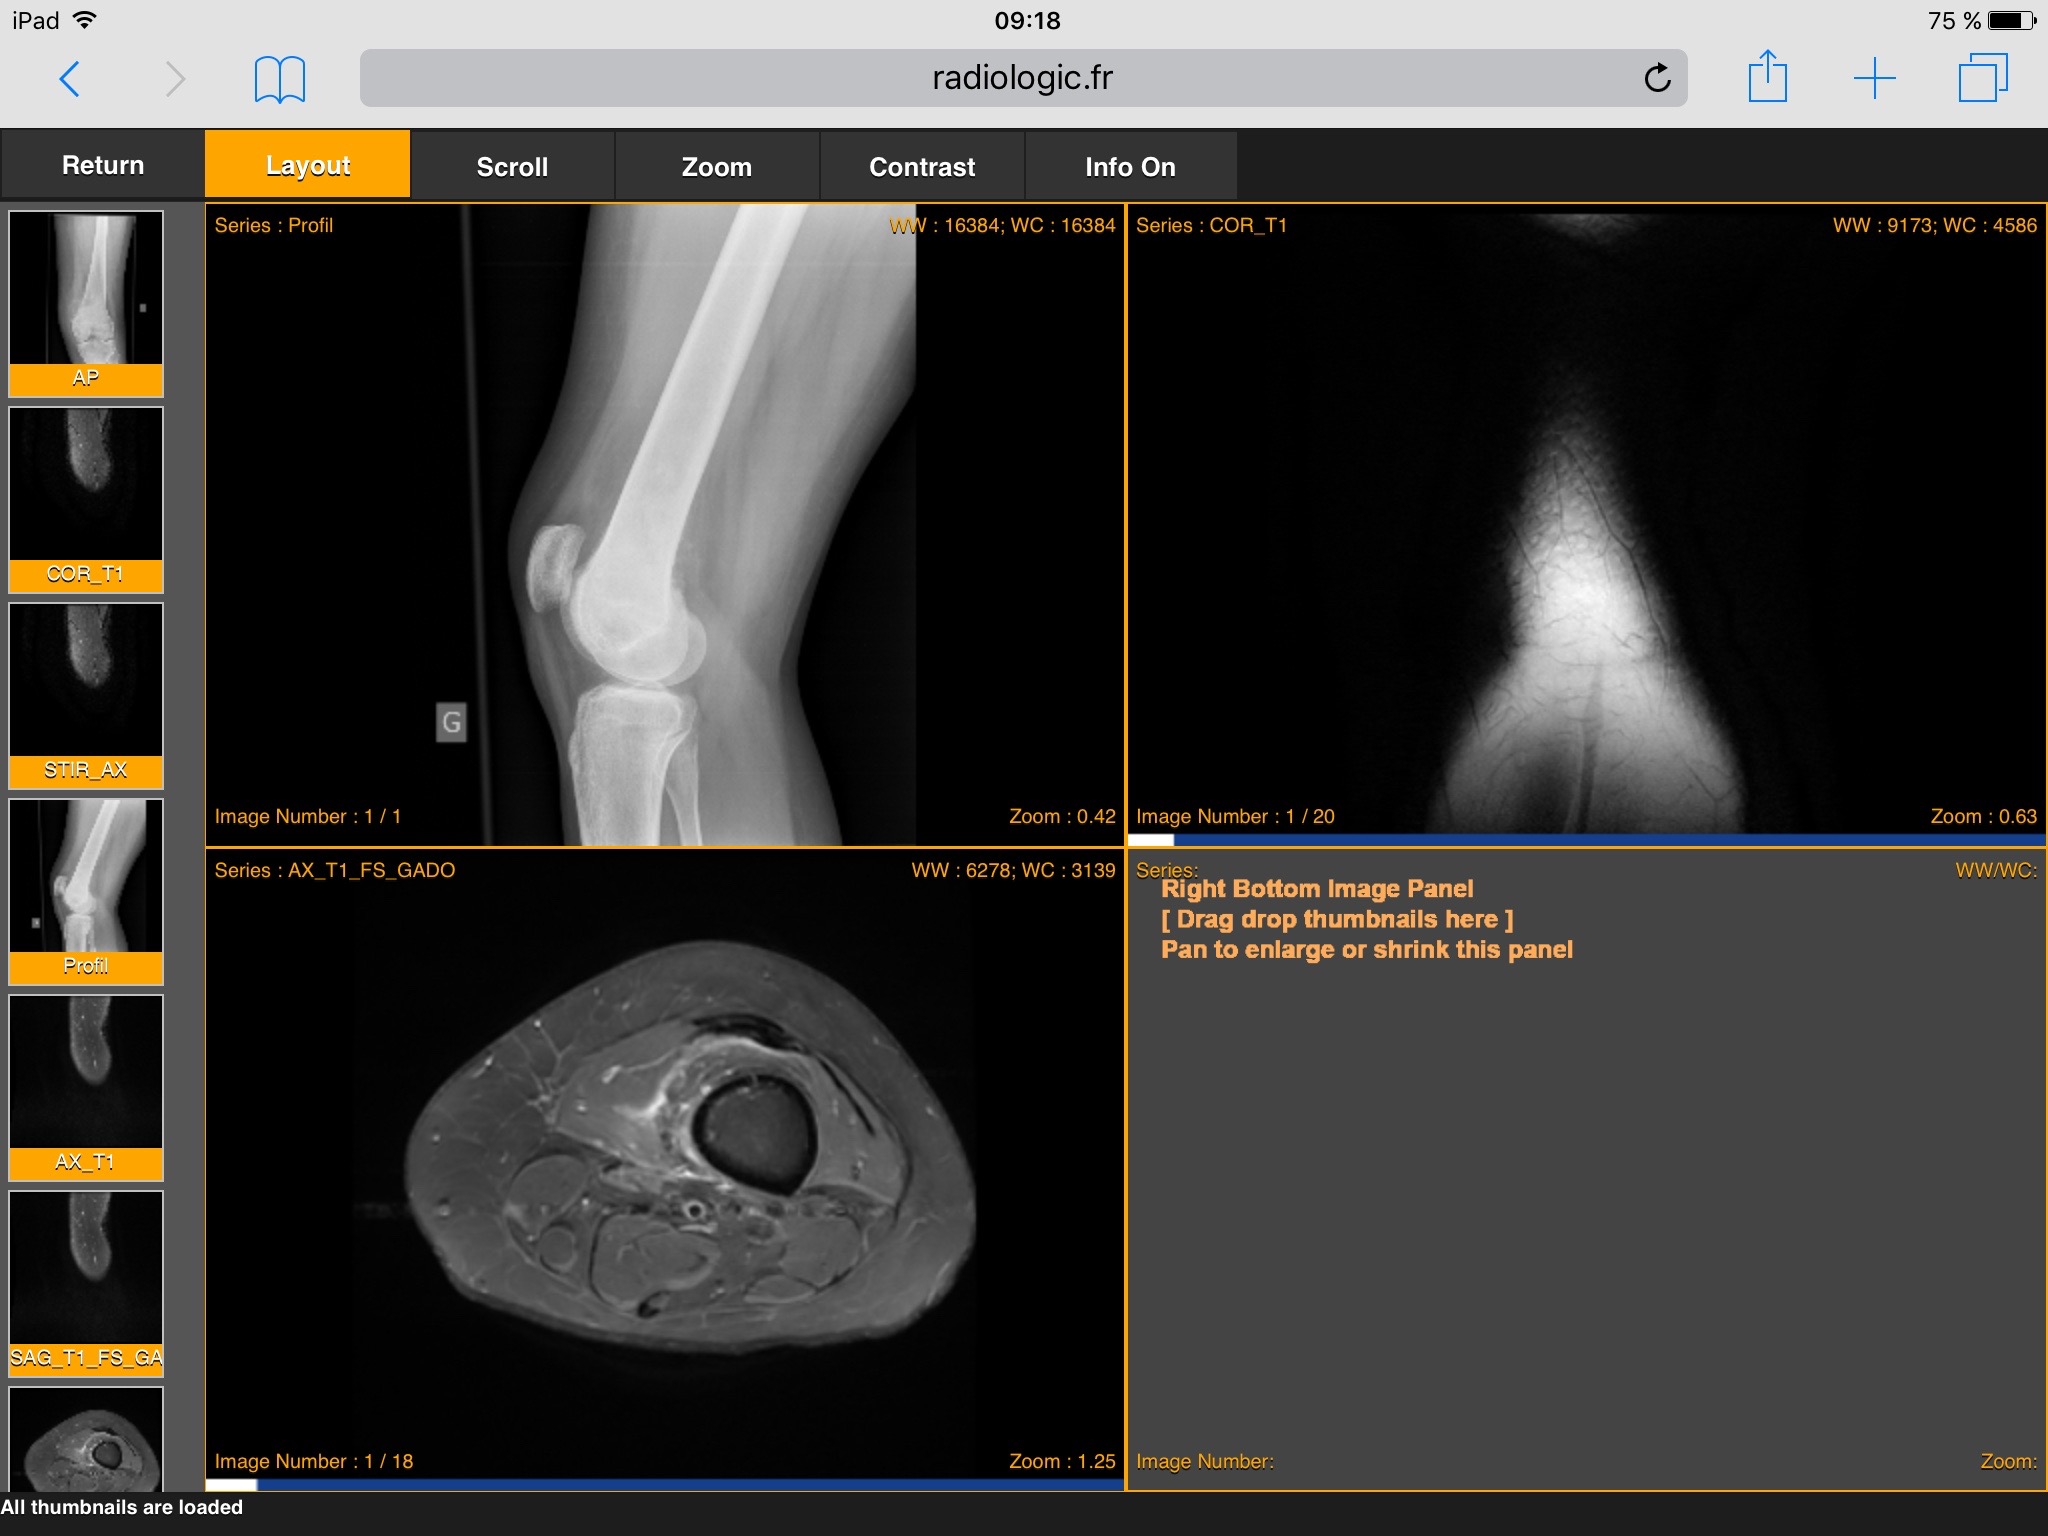 iPad 09:18 75 %
radiologic.fr
Return Layout Scroll Zoom Contrast Info On
AP
COR_T1
STIR_AX
Profil
AX_T1
SAG_T1_FS_GA
Series : Profil WW : 16384; WC : 16384
G
Image Number : 1 / 1 Zoom : 0.42
Series : COR_T1 WW : 9173; WC : 4586
Image Number : 1 / 20 Zoom : 0.63
Series : AX_T1_FS_GADO WW : 6278; WC : 3139
Image Number : 1 / 18 Zoom : 1.25
Series: WW/WC:
Right Bottom Image Panel
[ Drag drop thumbnails here ]
Pan to enlarge or shrink this panel
Image Number: Zoom:
All thumbnails are loaded